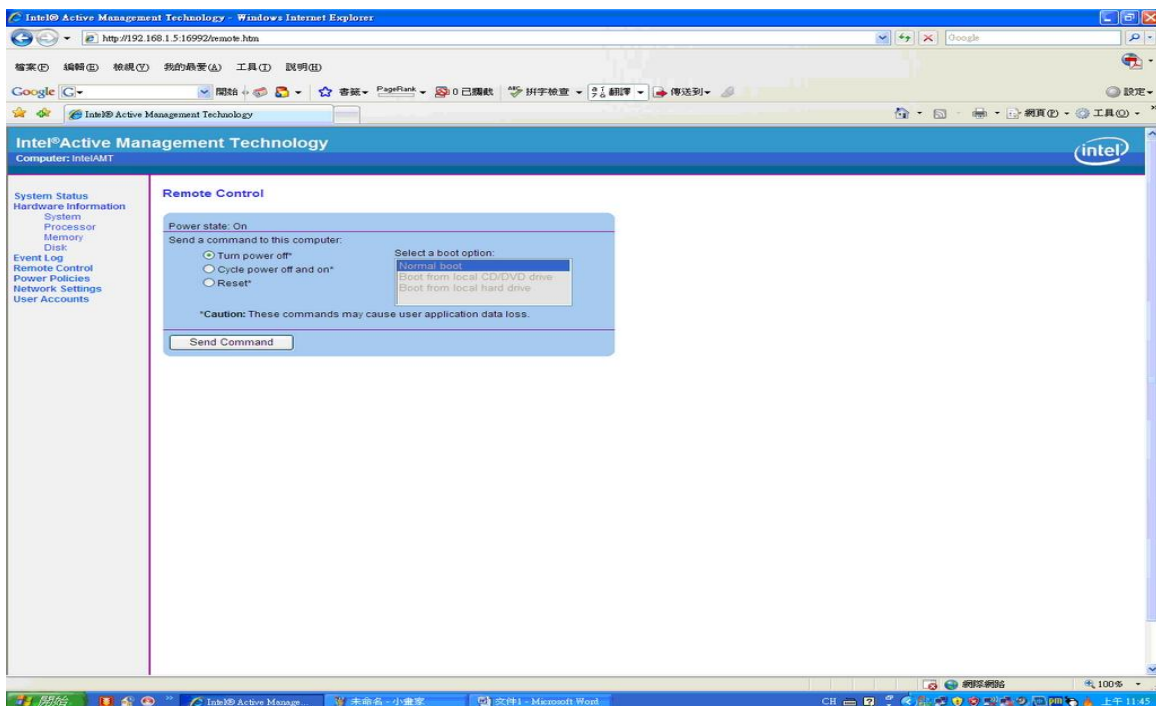 Intel® Active Management Technology - Windows Internet Explorer
http://192.168.1.5:16992/remote.htm
Google
檔案(F) 編輯(E) 檢視(V) 我的最愛(A) 工具(T) 說明(H)
Google G 開始 書籤 PageRank 0 已攔截 拼字檢查 翻譯 傳送到 設定
Intel® Active Management Technology
網頁(P) 工具(O)
Intel®Active Management Technology
Computer: IntelAMT
intel
System Status
Hardware Information
System
Processor
Memory
Disk
Event Log
Remote Control
Power Policies
Network Settings
User Accounts
Remote Control
Power state: On
Send a command to this computer:
Turn power off*
Cycle power off and on*
Reset*
Select a boot option:
Normal boot
Boot from local CD/DVD drive
Boot from local hard drive
*Caution: These commands may cause user application data loss.
Send Command
網際網路 100%
開始 Intel® Active Manage... 未命名 - 小畫家 文件1 - Microsoft Word CH 上午 11:45